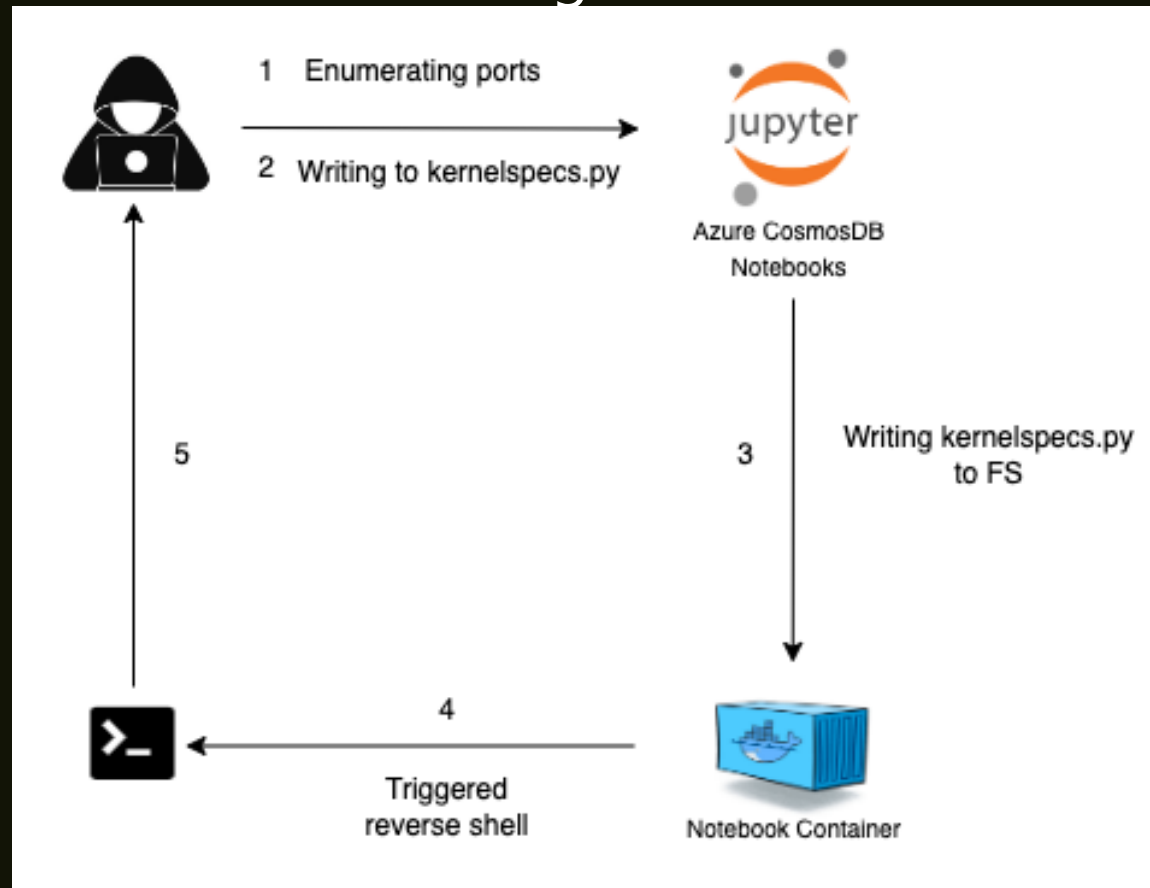 1 Enumerating ports
2 Writing to kernelspecs.py
jupyter
Azure CosmosDB
Notebooks
3
Writing kernelspecs.py
to FS
5
4
Triggered
reverse shell
>_
Notebook Container